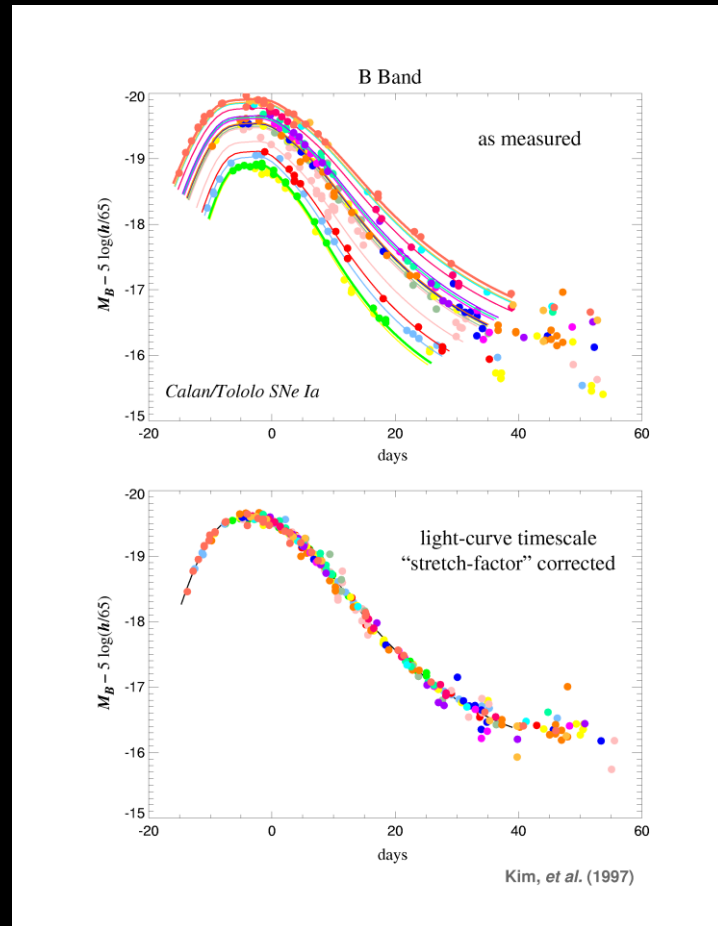 B Band
-20
-19
-18
-17
-16
-15
M_B – 5 log(h/65)
as measured
Calan/Tololo SNe Ia
-20 0 20 40 60
days
-20
-19
-18
-17
-16
-15
M_B – 5 log(h/65)
light-curve timescale
“stretch-factor” corrected
-20 0 20 40 60
days
Kim, et al. (1997)